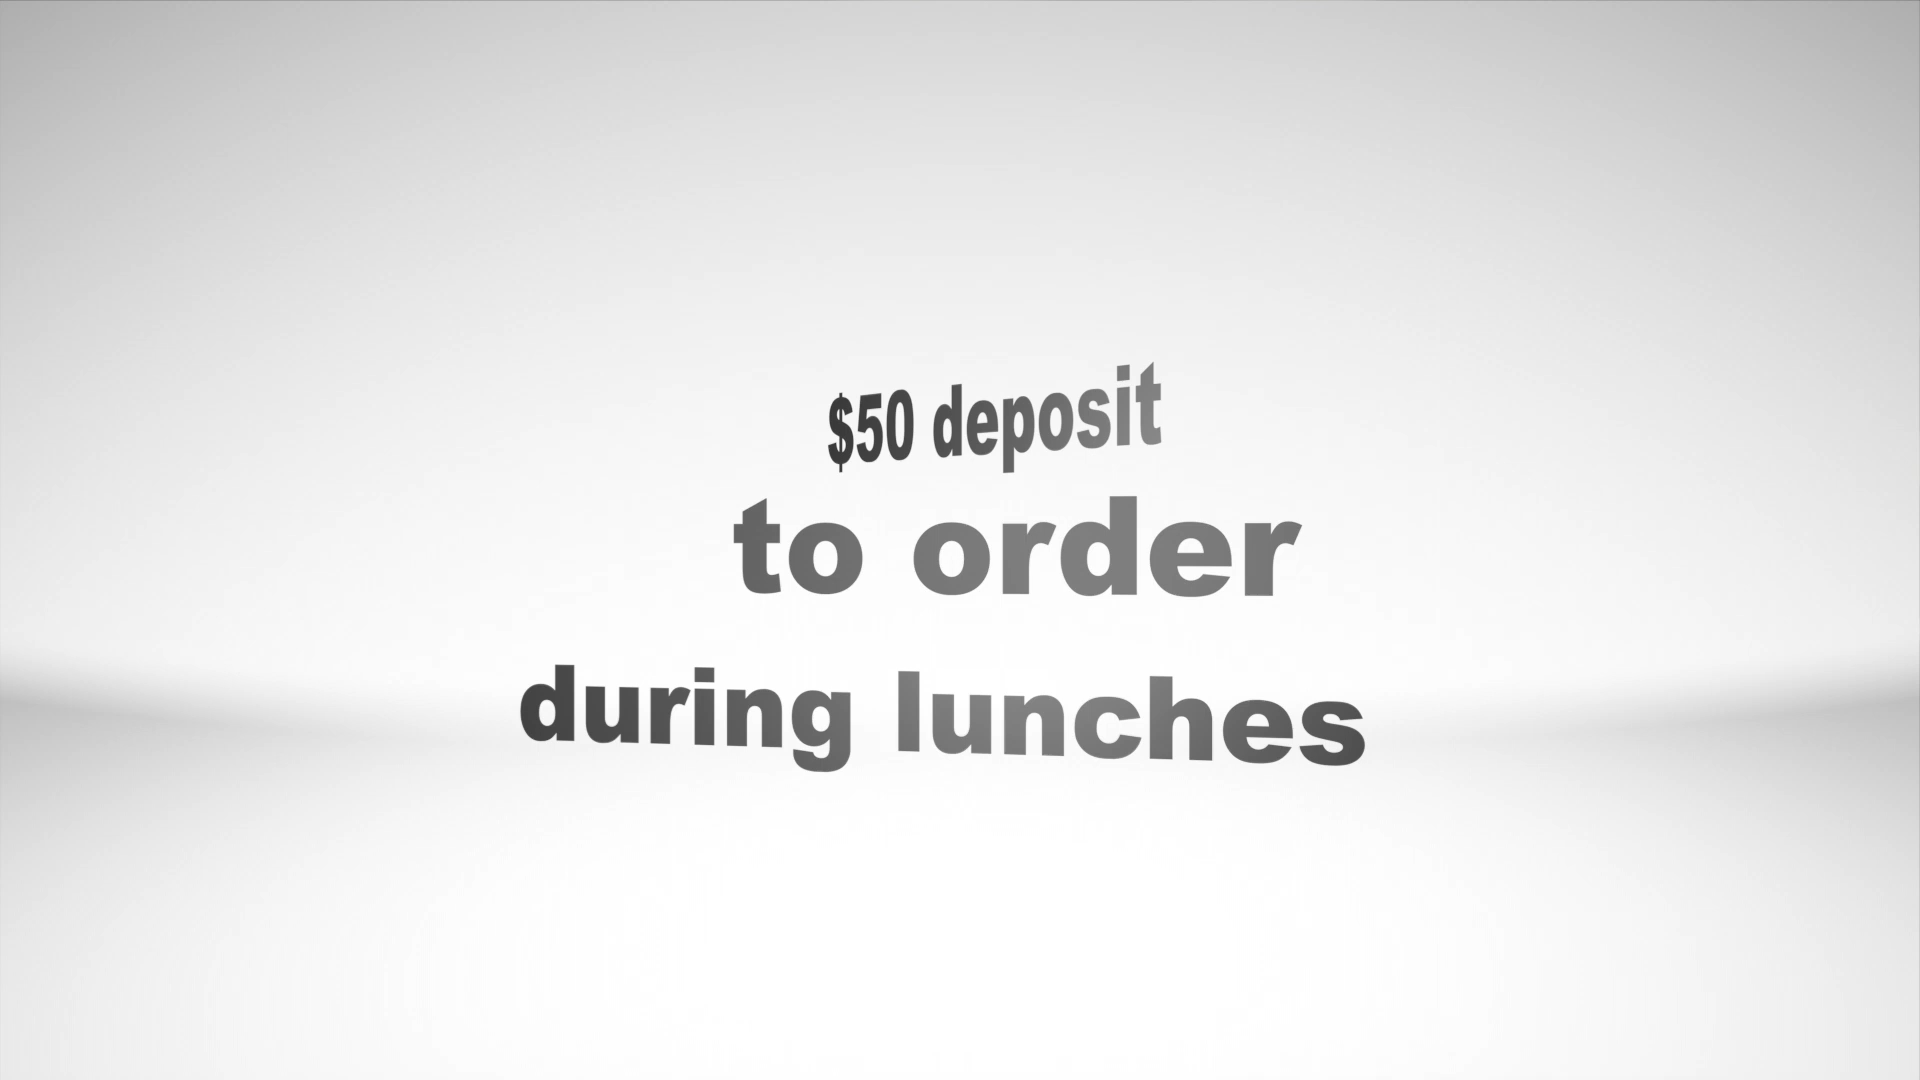 $50 deposit
to order
during lunches